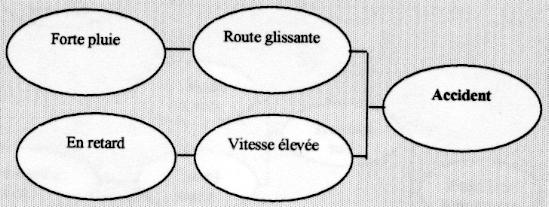 Forte pluie
Route glissante
Accident
En retard
Vitesse élevée